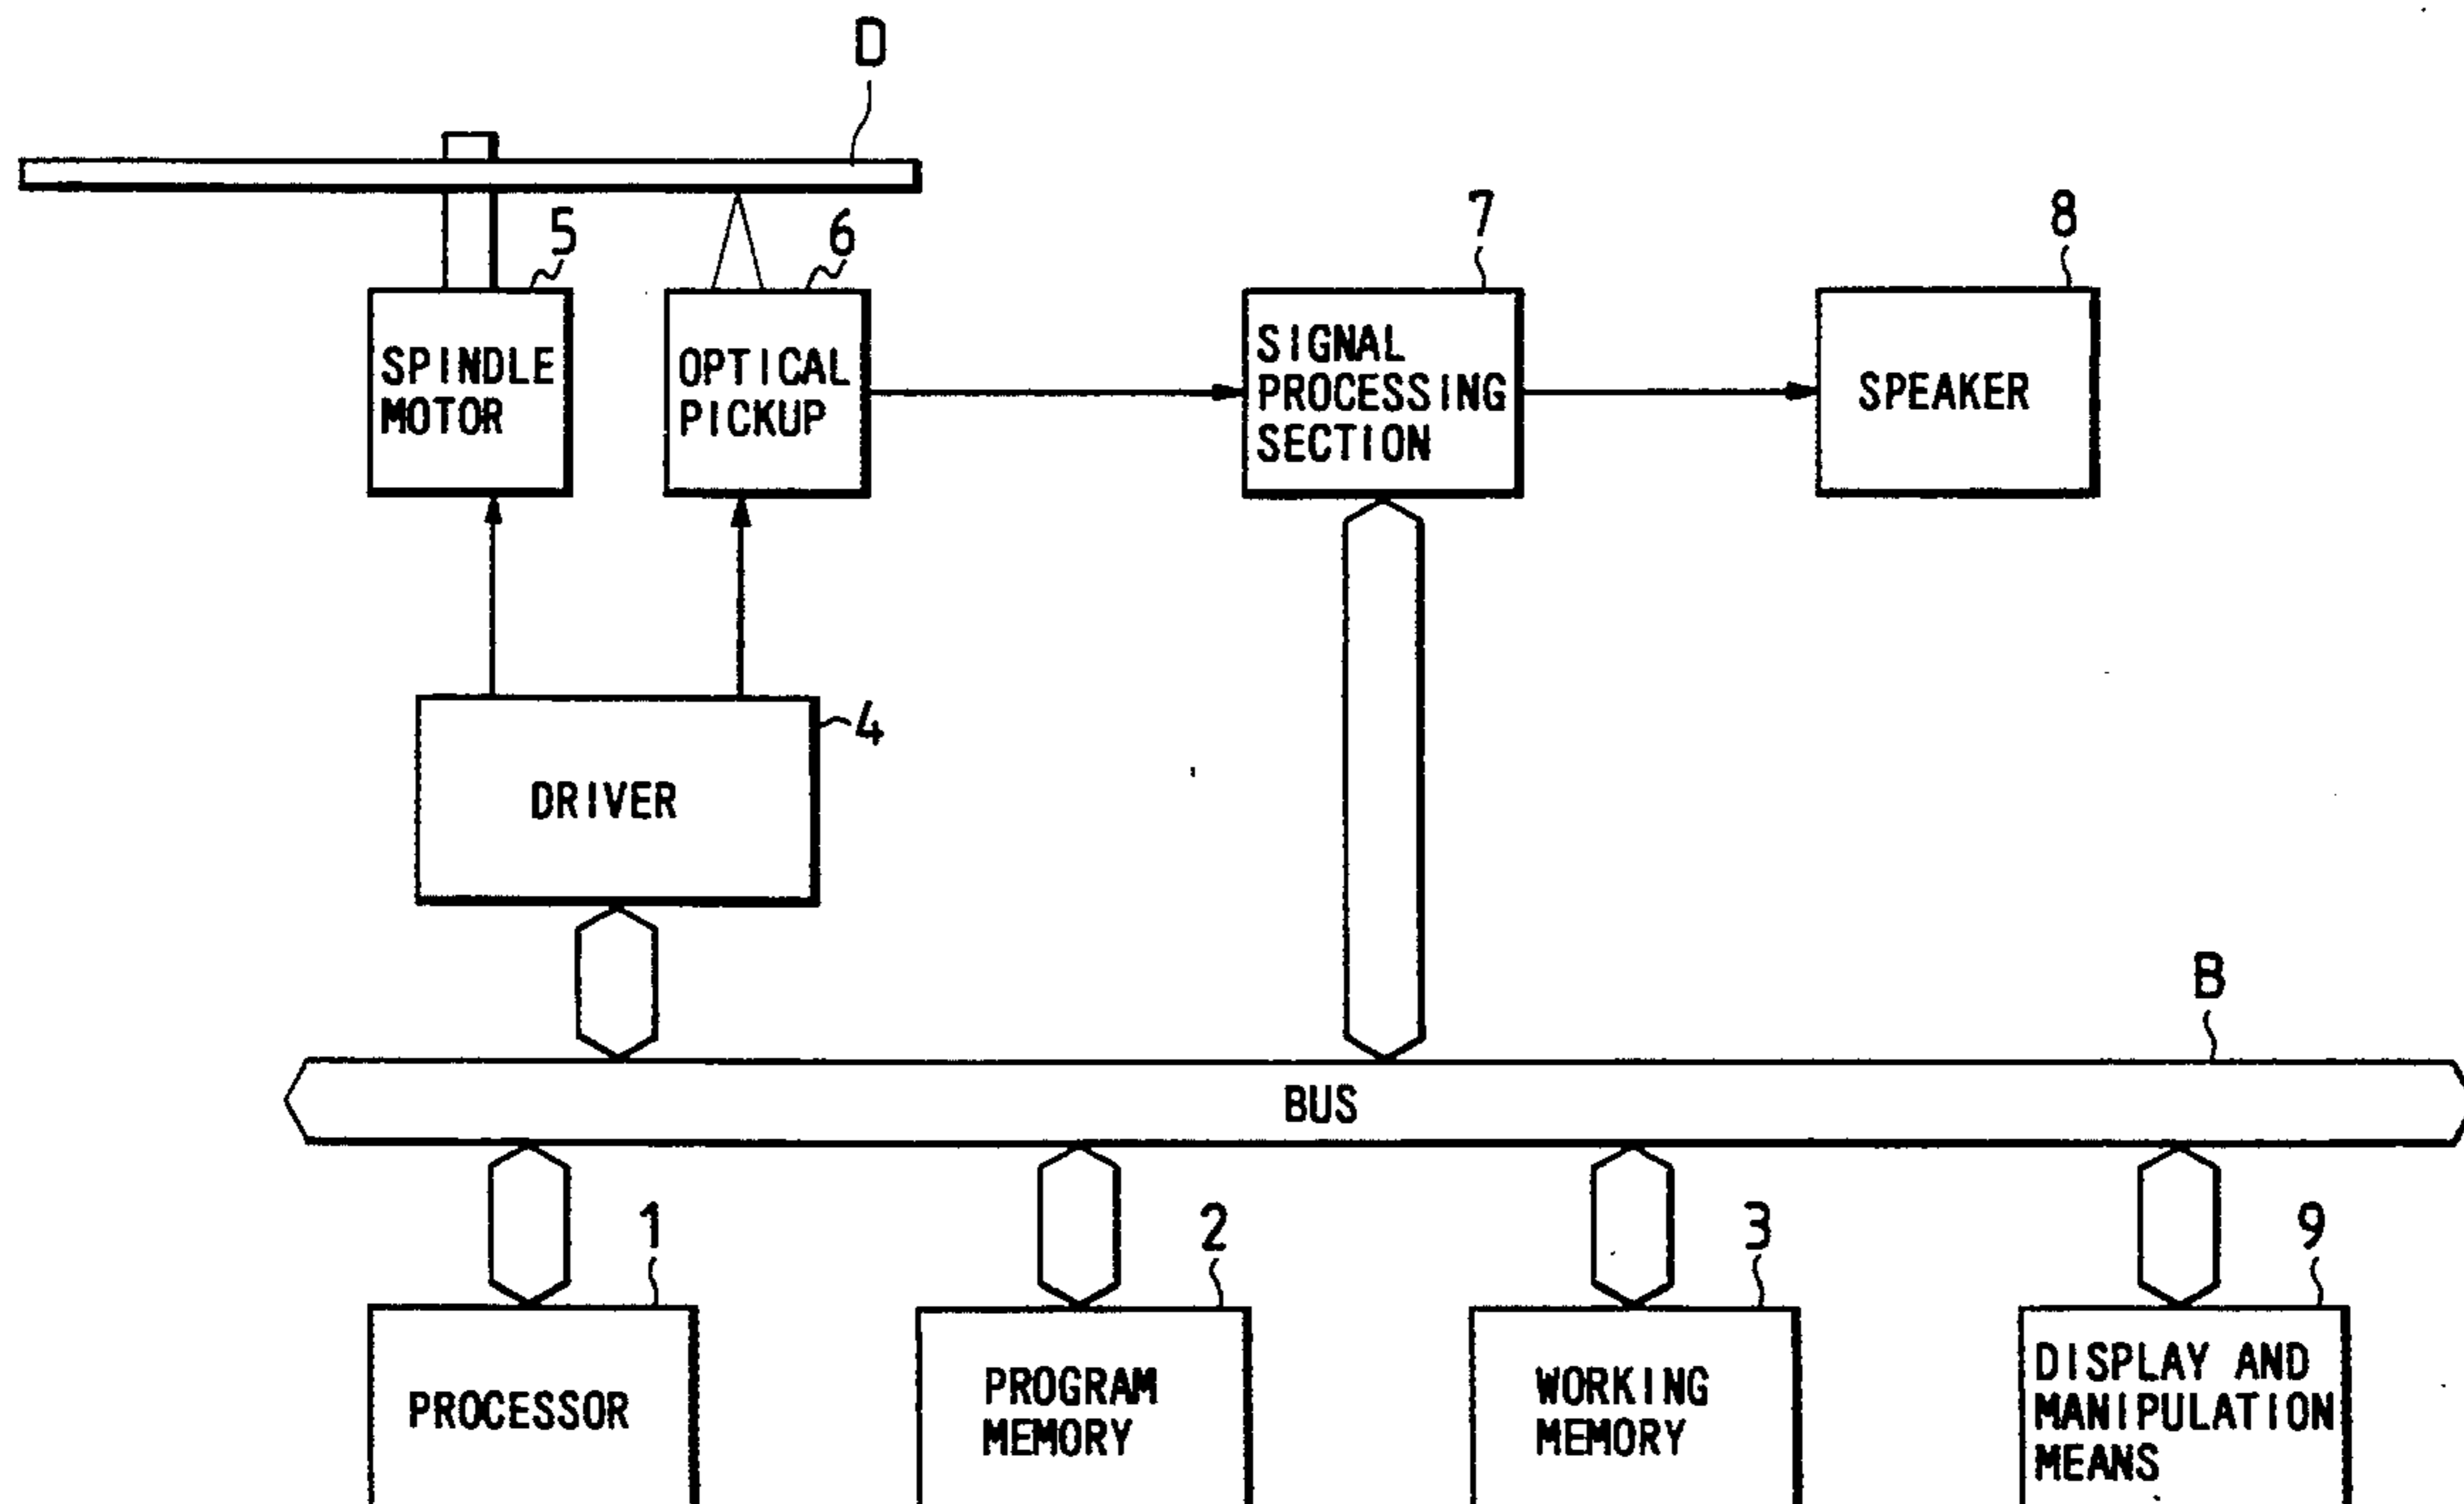 D
5
6
7
8
SPINDLE
MOTOR
OPTICAL
PICKUP
SIGNAL
PROCESSING
SECTION
SPEAKER
4
DRIVER
B
BUS
1
2
3
9
PROCESSOR
PROGRAM
MEMORY
WORKING
MEMORY
DISPLAY AND
MANIPULATION
MEANS